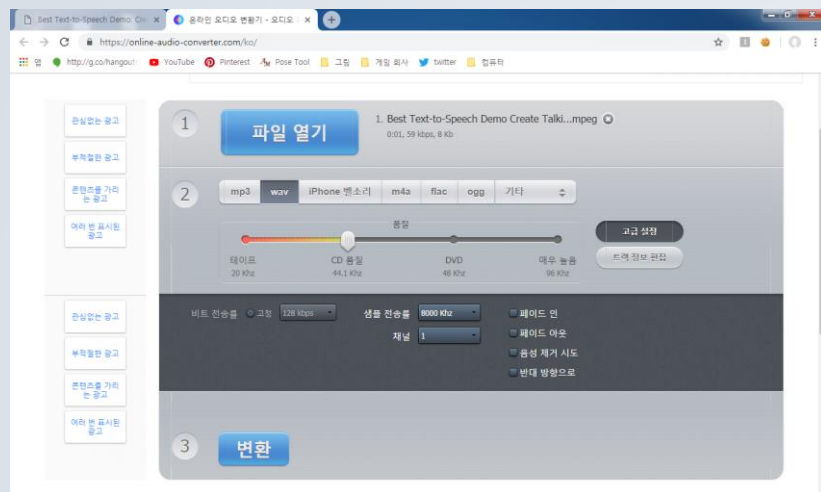 Best Text-to-Speech Demo: Cre
온라인 오디오 변환기 - 오디오
https://online-audio-converter.com/ko/
앱
http://g.co/hangout
YouTube
Pinterest
Pose Tool
그림
게임 회사
twitter
컴퓨터
관심없는 광고
부적절한 광고
콘텐츠를 가리
는 광고
여러 번 표시된
광고
1
파일 열기
1. Best Text-to-Speech Demo Create Talki...mpeg
0:01, 59 kbps, 8 Kb
2
mp3 wav iPhone 벨소리 m4a flac ogg 기타
품질
테이프 CD 품질 DVD 매우 높음
20 Khz 44.1 Khz 48 Khz 96 Khz
고급 설정
트랙 정보 편집
관심없는 광고
부적절한 광고
콘텐츠를 가리
는 광고
여러 번 표시된
광고
비트 전송률 고정 128 kbps
샘플 전송률 8000 Khz
채널 1
페이드 인
페이드 아웃
음성 제거 시도
반대 방향으로
3
변환